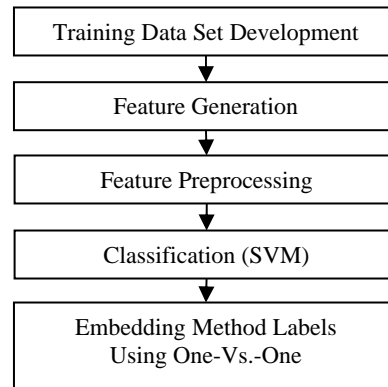 Training Data Set Development
Feature Generation
Feature Preprocessing
Classification (SVM)
Embedding Method Labels
Using One-Vs.-One